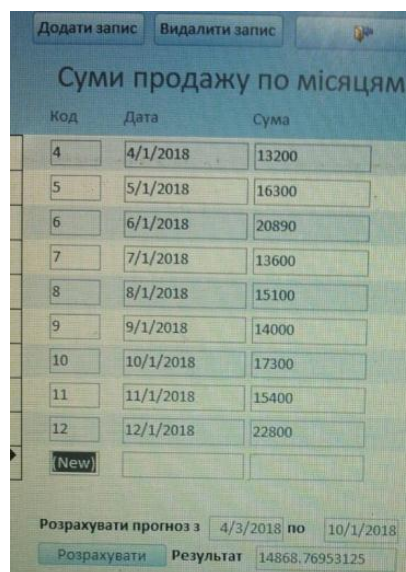 Додати запис Видалити запис
Суми продажу по місяцям
Код Дата Сума
4 4/1/2018 13200
5 5/1/2018 16300
6 6/1/2018 20890
7 7/1/2018 13600
8 8/1/2018 15100
9 9/1/2018 14000
10 10/1/2018 17300
11 11/1/2018 15400
12 12/1/2018 22800
(New)
Розрахувати прогноз з 4/3/2018 по 10/1/2018
Розрахувати Результат 14868.76953125